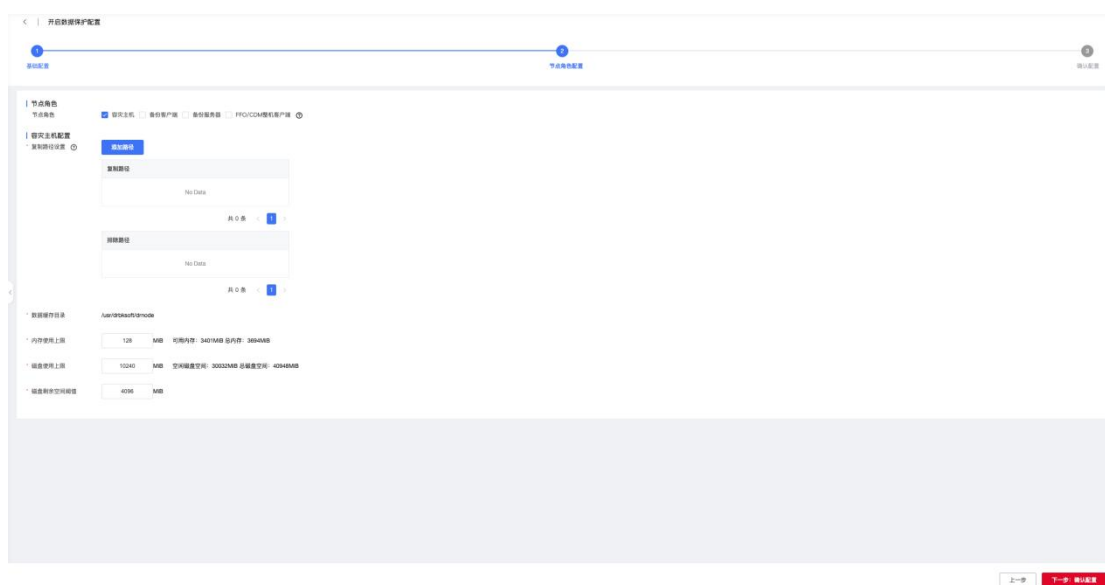 < | 开启数据保护配置
1 2 3
基础配置 节点角色配置 确认配置
节点角色
节点角色 容灾主机 备份客户端 备份服务器 FFO/CDM整机客户端
容灾主机配置
* 复制路径设置 添加路径
复制路径
No Data
共 0 条 < 1 >
排除路径
No Data
共 0 条 < 1 >
* 数据缓存目录 /usr/drbksoft/drnode
* 内存使用上限 128 MiB 可用内存: 3401MiB 总内存: 3694MiB
* 磁盘使用上限 10240 MiB 空闲磁盘空间: 30932MiB 总磁盘空间: 40948MiB
* 磁盘剩余空间阈值 4096 MiB
上一步 下一步: 确认配置